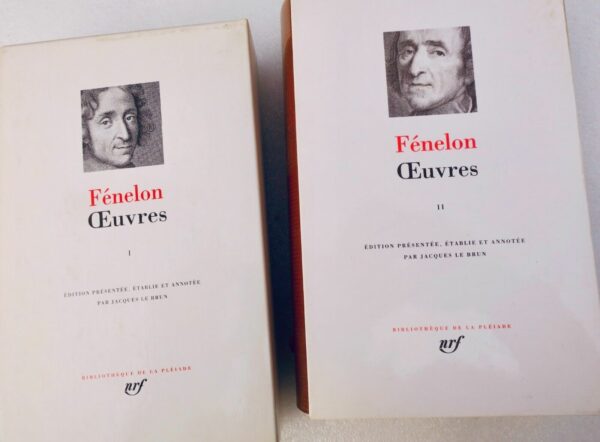 Fénelon
Œuvres
I
ÉDITION PRÉSENTÉE, ÉTABLIE ET ANNOTÉE
PAR JACQUES LE BRUN
BIBLIOTHÈQUE DE LA PLÉIADE
nrf
Fénelon
Œuvres
II
ÉDITION PRÉSENTÉE, ÉTABLIE ET ANNOTÉE
PAR JACQUES LE BRUN
BIBLIOTHÈQUE DE LA PLÉIADE
nrf